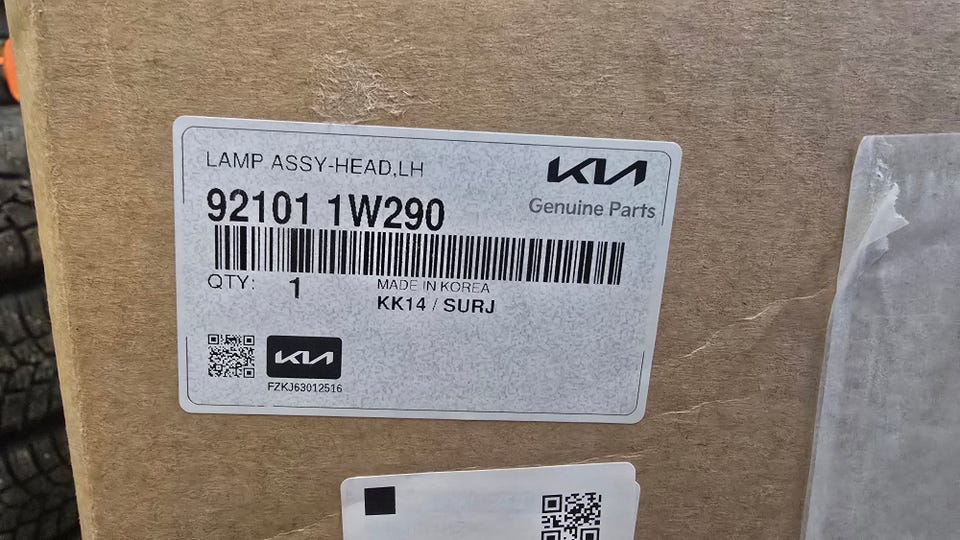 LAMP ASSY-HEAD,LH
KIA
92101 1W290
Genuine Parts
QTY: 1
MADE IN KOREA
KK14 / SURJ
KIA
FZKJ63012516